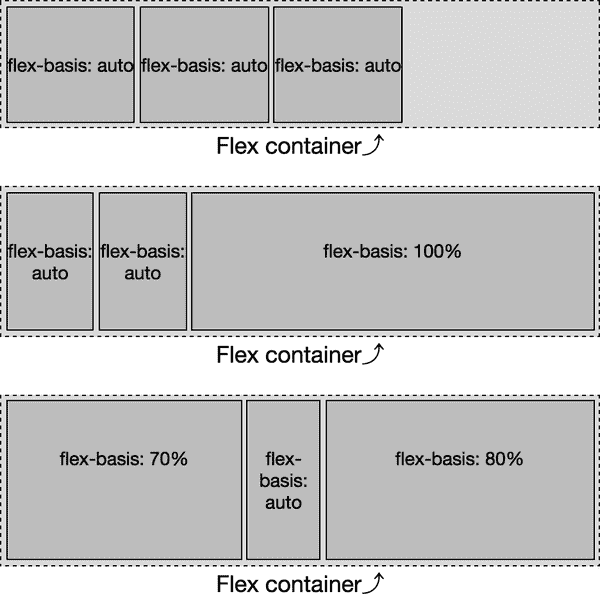 flex-basis: auto flex-basis: auto flex-basis: auto
Flex container
flex-basis: flex-basis: flex-basis: 100%
auto auto
Flex container
flex-basis: 70% flex- flex-basis: 80%
basis:
auto
Flex container